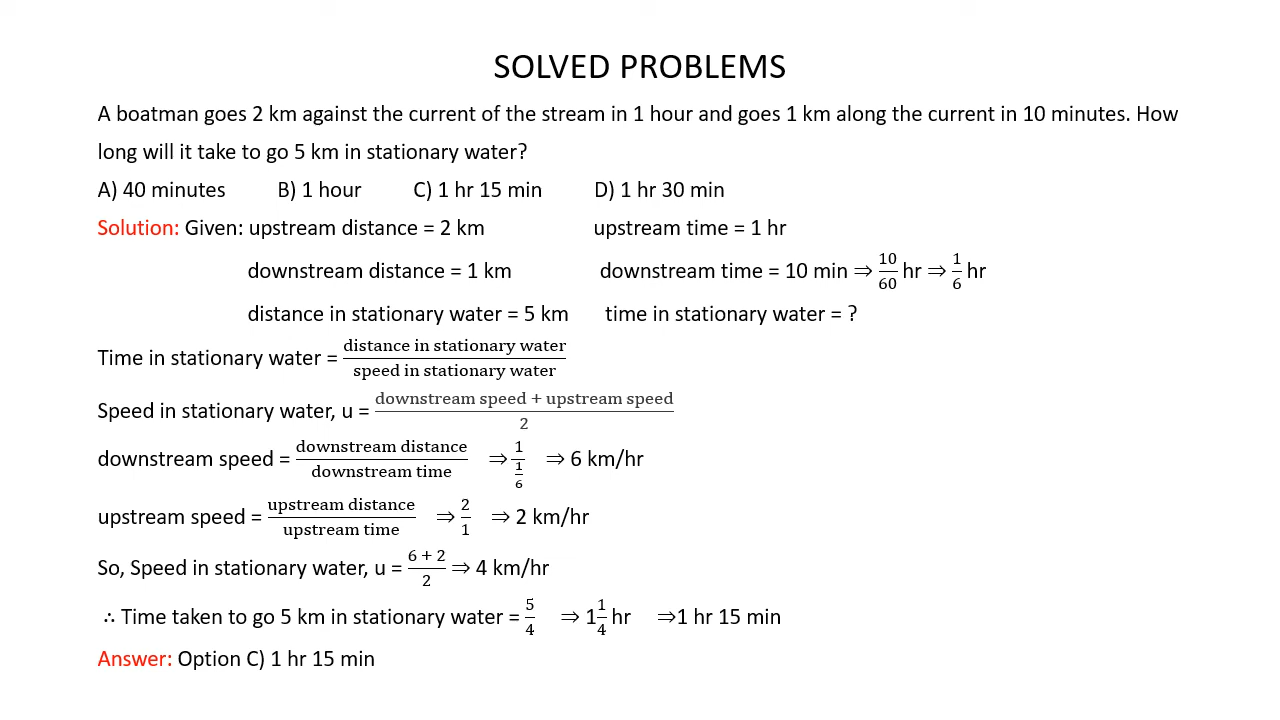 SOLVED PROBLEMS
A boatman goes 2 km against the current of the stream in 1 hour and goes 1 km along the current in 10 minutes. How
long will it take to go 5 km in stationary water?
A) 40 minutes B) 1 hour C) 1 hr 15 min D) 1 hr 30 min
Solution: Given: upstream distance = 2 km upstream time = 1 hr
downstream distance = 1 km downstream time = 10 min ⇒ 10/60 hr ⇒ 1/6 hr
distance in stationary water = 5 km time in stationary water = ?
Time in stationary water = distance in stationary water / speed in stationary water
Speed in stationary water, u = downstream speed + upstream speed / 2
downstream speed = downstream distance / downstream time ⇒ 1 / 1/6 ⇒ 6 km/hr
upstream speed = upstream distance / upstream time ⇒ 2/1 ⇒ 2 km/hr
So, Speed in stationary water, u = 6 + 2 / 2 ⇒ 4 km/hr
∴ Time taken to go 5 km in stationary water = 5/4 ⇒ 1 1/4 hr ⇒1 hr 15 min
Answer: Option C) 1 hr 15 min